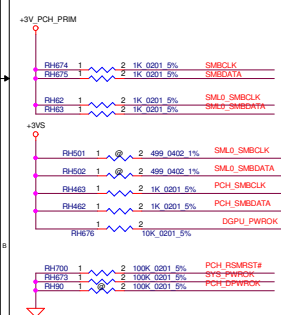 +3V_PCH_PRIM
RH674 1 2 1K_0201_5% SMBCLK
RH675 1 2 1K_0201_5% SMBDATA
RH62 1 2 1K_0201_5% SML0_SMBCLK
RH63 1 2 1K_0201_5% SML0_SMBDATA
+3VS
RH501 1 @ 2 499_0402_1% SML0_SMBCLK
RH502 1 @ 2 499_0402_1% SML0_SMBDATA
RH463 1 2 1K_0201_5% PCH_SMBCLK
RH462 1 2 1K_0201_5% PCH_SMBDATA
1 2 DGPU_PWROK
RH676 10K_0201_5%
B
RH700 1 2 100K_0201_5% PCH_RSMRST#
RH673 1 2 100K_0201_5% SYS_PWROK
RH90 1 @ 2 100K_0201_5% PCH_DPWROK